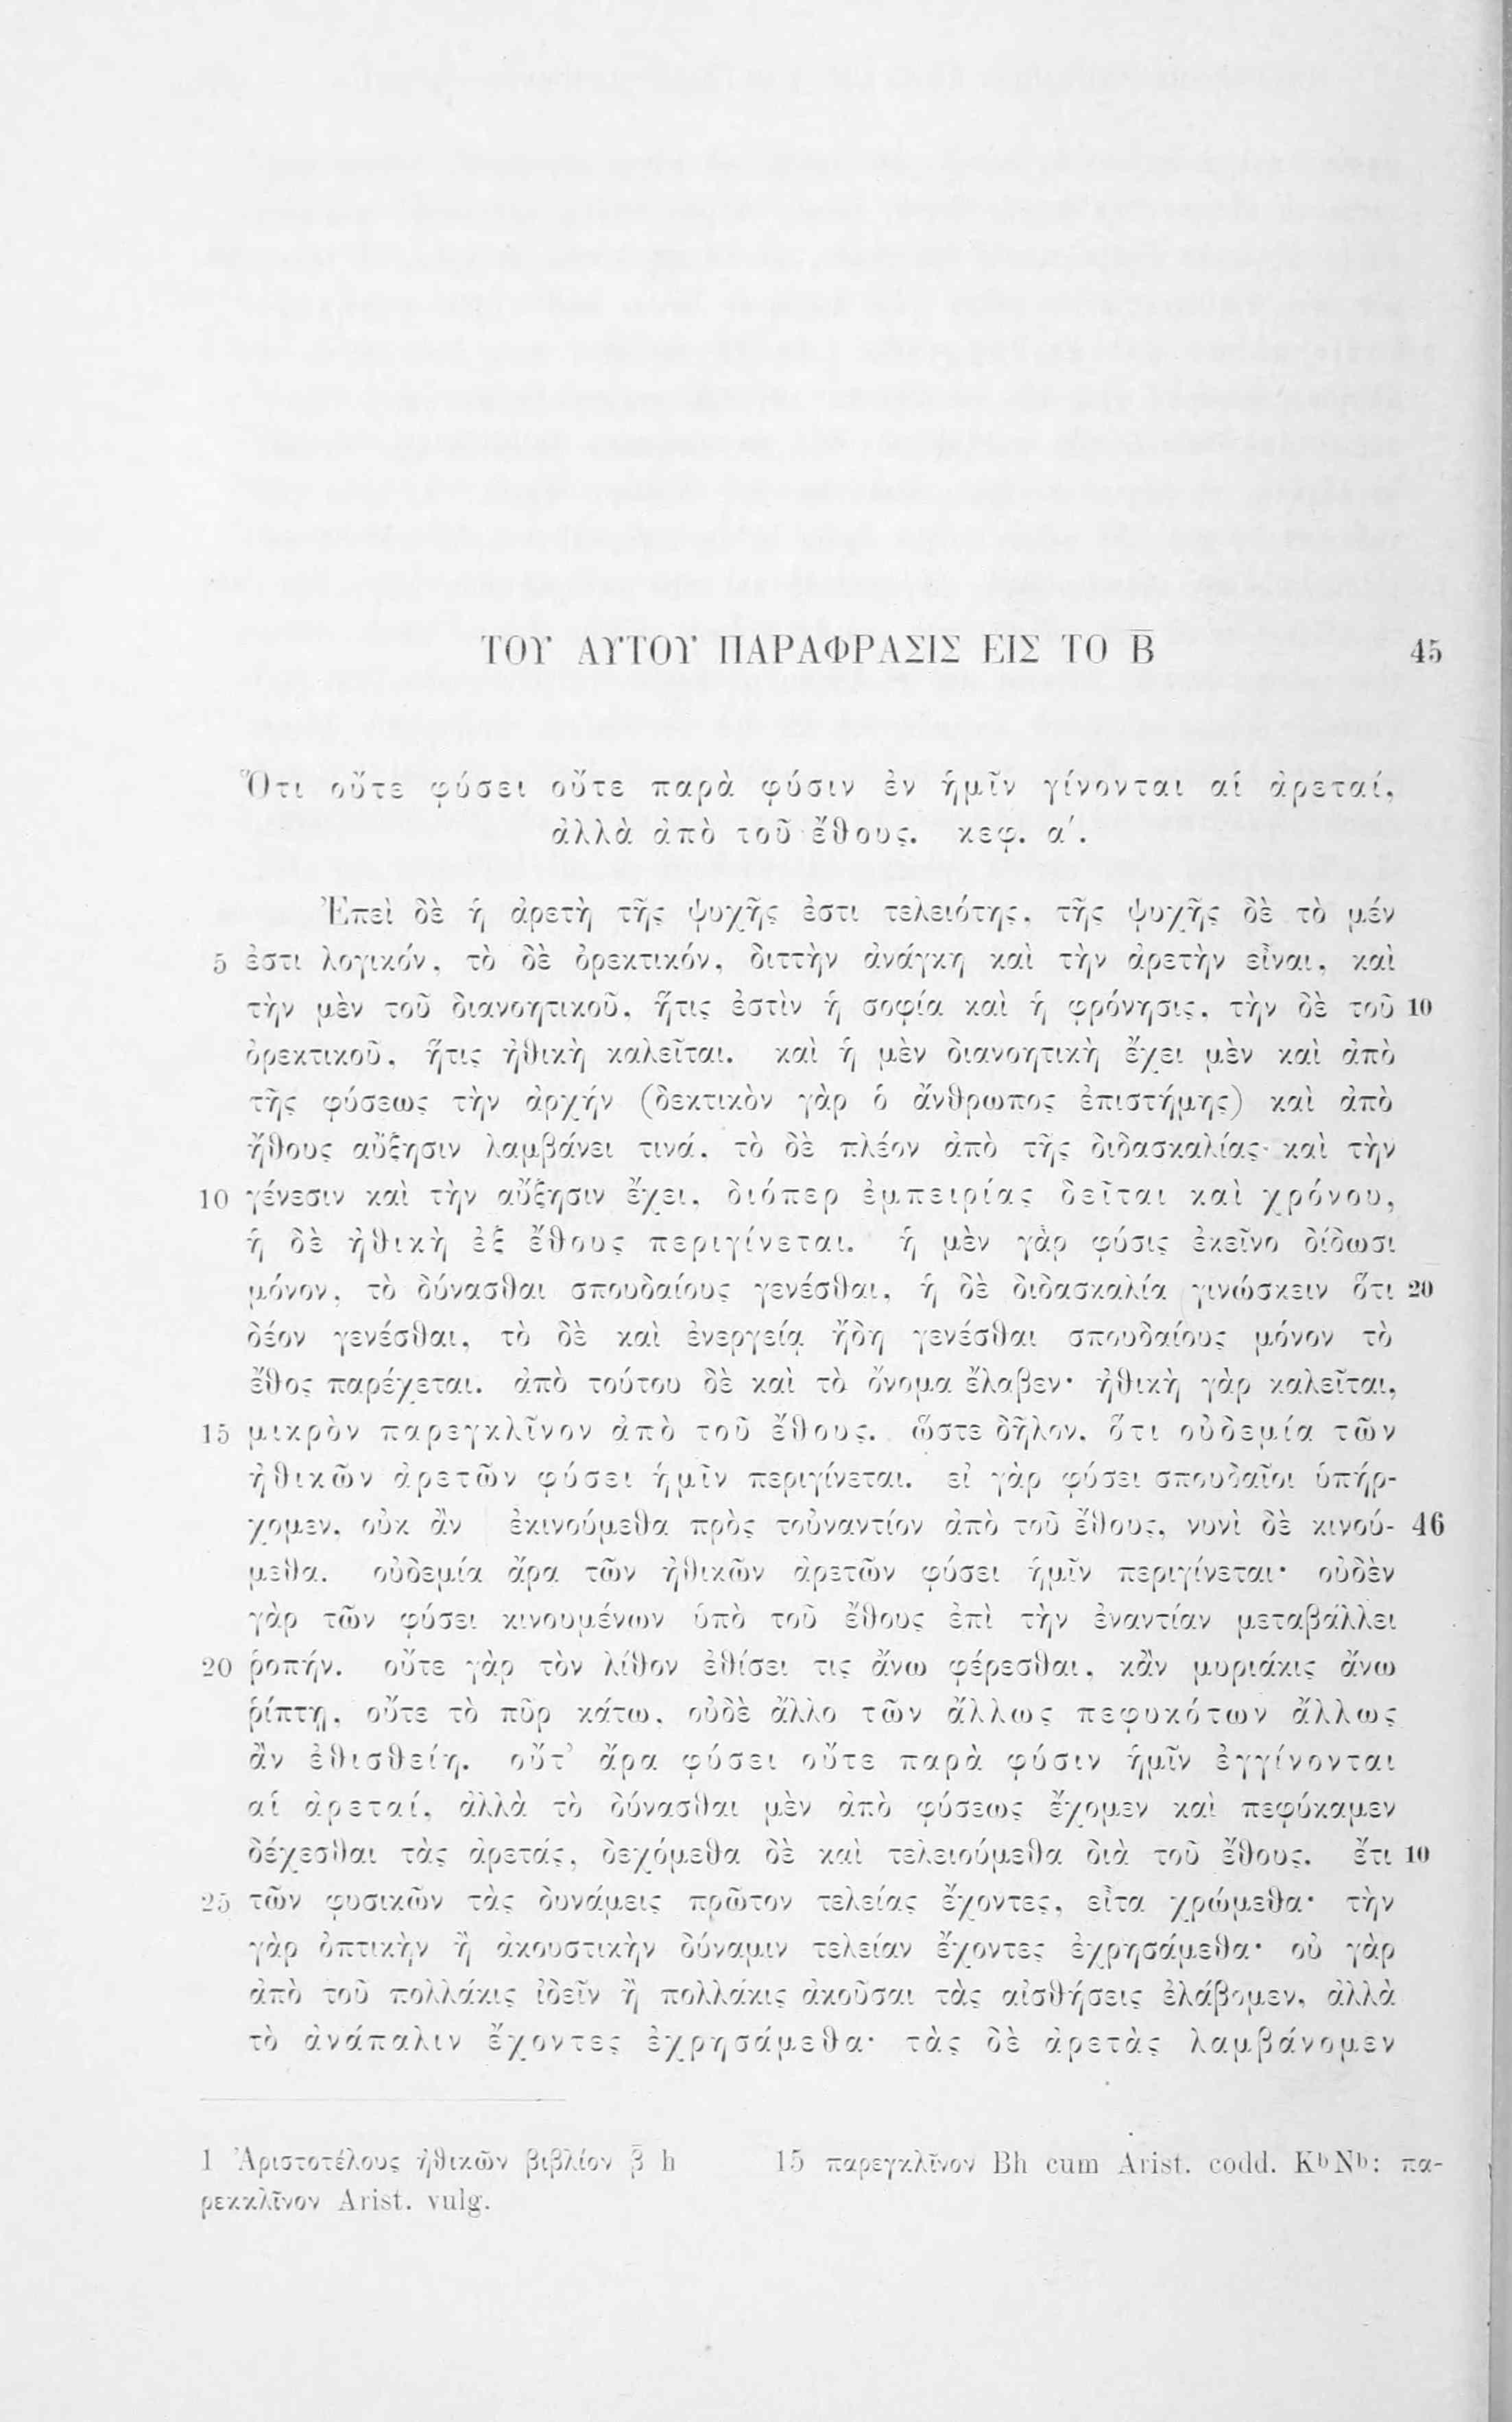 ΤΟΥ ΑΥΤΟΥ ΠΑΡΑΦΡΑΣΙΣ ΕΙΣ ΤΟ Β̅ 45
Ὅτι οὔτε φύσει οὔτε παρὰ φύσιν ἐν ἡμῖν γίνονται αἱ ἀρεταί,
ἀλλὰ ἀπὸ τοῦ ἔθους. κεφ. α΄.
Ἐπεὶ δὲ ἡ ἀρετὴ τῆς ψυχῆς ἐστι τελειότης, τῆς ψυχῆς δὲ τὸ μέν
5 ἐστι λογικόν, τὸ δὲ ὀρεκτικόν, διττὴν ἀνάγκη καὶ τὴν ἀρετὴν εἶναι, καὶ
τὴν μὲν τοῦ διανοητικοῦ, ἥτις ἐστὶν ἡ σοφία καὶ ἡ φρόνησις, τὴν δὲ τοῦ 10
ὀρεκτικοῦ, ἥτις ἠθικὴ καλεῖται. καὶ ἡ μὲν διανοητικὴ ἔχει μὲν καὶ ἀπὸ
τῆς φύσεως τὴν ἀρχήν (δεκτικὸν γὰρ ὁ ἄνθρωπος ἐπιστήμης) καὶ ἀπὸ
ἤθους αὔξησιν λαμβάνει τινά, τὸ δὲ πλέον ἀπὸ τῆς διδασκαλίας καὶ τὴν
10 γένεσιν καὶ τὴν αὔξησιν ἔχει, διόπερ ἐμπειρίας δεῖται καὶ χρόνου,
ἡ δὲ ἠθικὴ ἐξ ἔθους περιγίνεται. ἡ μὲν γὰρ φύσις ἐκεῖνο δίδωσι
μόνον, τὸ δύνασθαι σπουδαίους γενέσθαι, ἡ δὲ διδασκαλία γινώσκειν ὅτι 20
δέον γενέσθαι, τὸ δὲ καὶ ἐνεργείᾳ ἤδη γενέσθαι σπουδαίους μόνον τὸ
ἔθος παρέχεται. ἀπὸ τούτου δὲ καὶ τὸ ὄνομα ἔλαβεν· ἠθικὴ γὰρ καλεῖται,
15 μικρὸν παρεγκλῖνον ἀπὸ τοῦ ἔθους. ὥστε δῆλον, ὅτι οὐδεμία τῶν
ἠθικῶν ἀρετῶν φύσει ἡμῖν περιγίνεται. εἰ γὰρ φύσει σπουδαῖοι ὑπήρ-
χομεν, οὐκ ἂν ἐκινούμεθα πρὸς τοὐναντίον ἀπὸ τοῦ ἔθους, νυνὶ δὲ κινού- 46
μεθα. οὐδεμία ἄρα τῶν ἠθικῶν ἀρετῶν φύσει ἡμῖν περιγίνεται· οὐδὲν
γὰρ τῶν φύσει κινουμένων ὑπὸ τοῦ ἔθους ἐπὶ τὴν ἐναντίαν μεταβάλλει
20 ῥοπήν. οὔτε γὰρ τὸν λίθον ἐθίσει τις ἄνω φέρεσθαι, κἂν μυριάκις ἄνω
ῥίπτῃ, οὔτε τὸ πῦρ κάτω, οὐδὲ ἄλλο τῶν ἄλλως πεφυκότων ἄλλως
ἂν ἐθισθείη. οὔτ’ ἄρα φύσει οὔτε παρὰ φύσιν ἡμῖν ἐγγίνονται
αἱ ἀρεταί, ἀλλὰ τὸ δύνασθαι μὲν ἀπὸ φύσεως ἔχομεν καὶ πεφύκαμεν
δέχεσθαι τὰς ἀρετάς, δεχόμεθα δὲ καὶ τελειούμεθα διὰ τοῦ ἔθους. ἔτι 10
25 τῶν φυσικῶν τὰς δυνάμεις πρῶτον τελείας ἔχοντες, εἶτα χρώμεθα· τὴν
γὰρ ὀπτικὴν ἢ ἀκουστικὴν δύναμιν τελείαν ἔχοντες ἐχρησάμεθα· οὐ γὰρ
ἀπὸ τοῦ πολλάκις ἰδεῖν ἢ πολλάκις ἀκοῦσαι τὰς αἰσθήσεις ἐλάβομεν, ἀλλὰ
τὸ ἀνάπαλιν ἔχοντες ἐχρησάμεθα· τὰς δὲ ἀρετὰς λαμβάνομεν
1 Ἀριστοτέλους ἠθικῶν βιβλίον β̅ h 15 παρεγκλῖνον Bh cum Arist. codd. KᵇNᵇ: πα-
ρεκκλῖνον Arist. vulg.